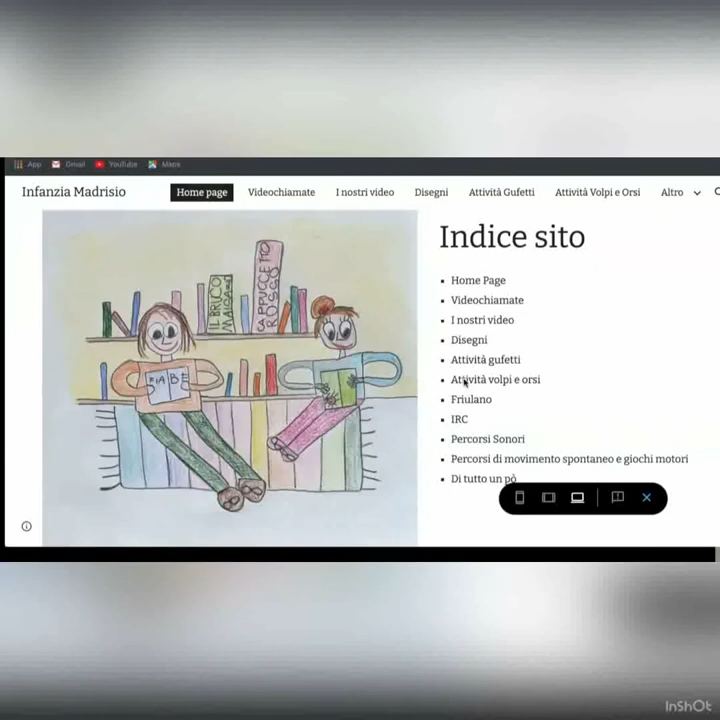 App Gmail YouTube Maps
Infanzia Madrisio Home page Videochiamate I nostri video Disegni Attività Gufetti Attività Volpi e Orsi Altro
Indice sito
Home Page
Videochiamate
I nostri video
Disegni
Attività gufetti
Attività volpi e orsi
Friulano
IRC
Percorsi Sonori
Percorsi di movimento spontaneo e giochi motori
Di tutto un pò
IL BRUCO
CAPPUCCETTO
ROSSO
InShOt